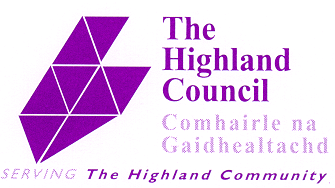 The
Highland
Council
Comhairle na
Gaidhealtachd
SERVING The Highland Community